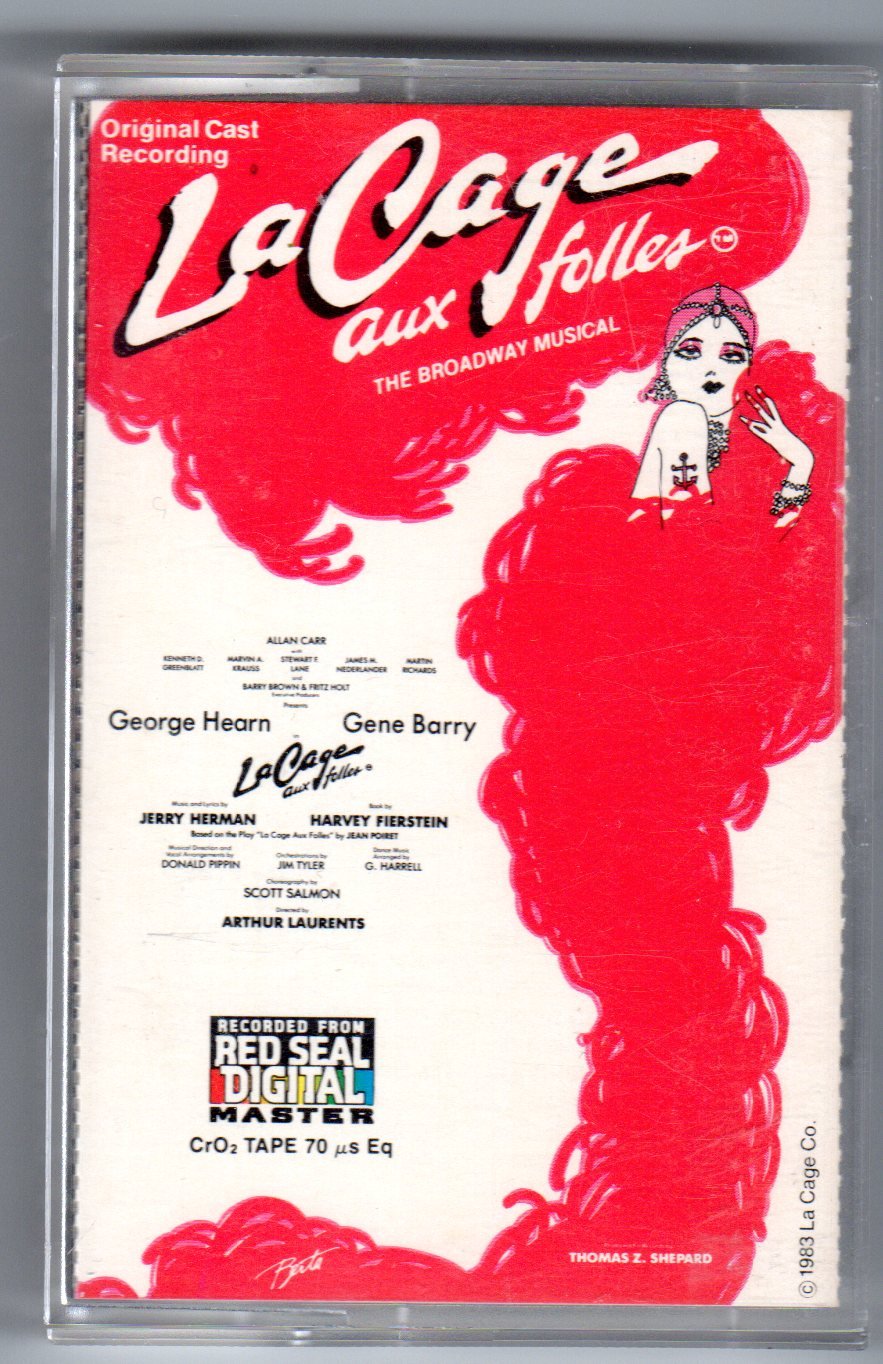 Original Cast
Recording
La Cage
aux folles TM
THE BROADWAY MUSICAL
ALLAN CARR
with
KENNETH D. GREENBLATT MARVIN A. KRAUSS STEWART F. LANE JAMES M. NEDERLANDER MARTIN RICHARDS
and
BARRY BROWN & FRITZ HOLT
Executive Producers
Presents
George Hearn Gene Barry
in
La Cage
aux folles
Music and Lyrics by Book by
JERRY HERMAN HARVEY FIERSTEIN
Based on the Play "La Cage Aux Folles" by JEAN POIRET
Musical Direction and Vocal Arrangements by Orchestrations by Dance Music Arranged by
DONALD PIPPIN JIM TYLER G. HARRELL
Choreography by
SCOTT SALMON
Directed by
ARTHUR LAURENTS
RECORDED FROM
RED SEAL
DIGITAL
MASTER
CrO₂ TAPE 70 µs Eq
Berta
THOMAS Z. SHEPARD
© 1983 La Cage Co.